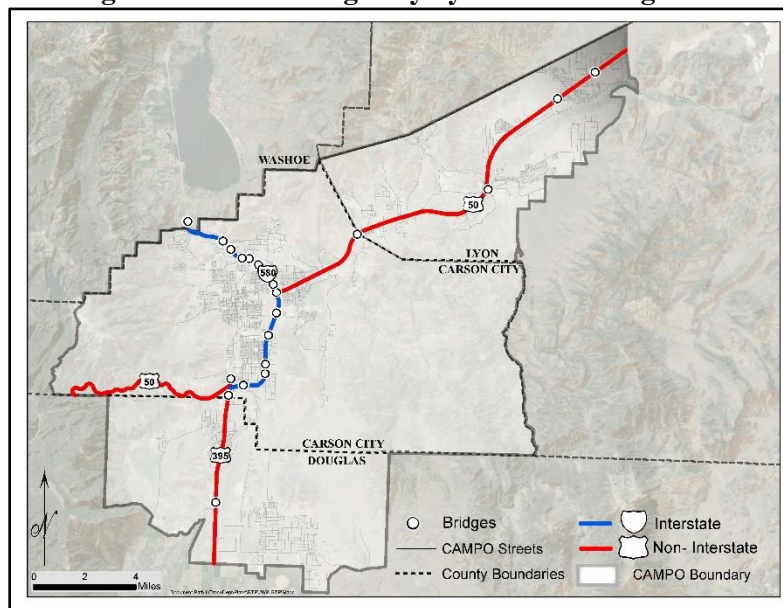 WASHOE
50
LYON
CARSON CITY
580
50
CARSON CITY
DOUGLAS
395
N
Bridges
Interstate
CAMPO Streets
Non- Interstate
County Boundaries
CAMPO Boundary
0 2 4
Miles